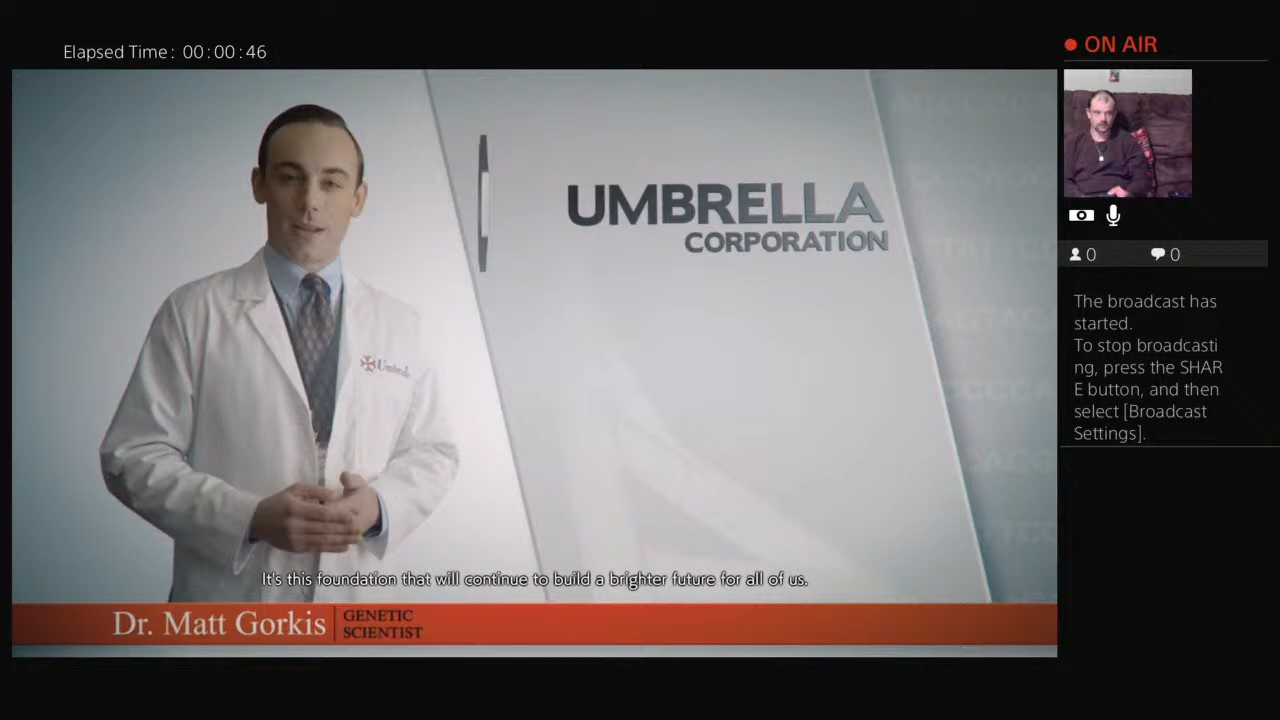 Elapsed Time: 00:00:46
ON AIR
UMBRELLA
CORPORATION
0
0
The broadcast has
started.
To stop broadcasti
ng, press the SHAR
E button, and then
select [Broadcast
Settings].
It's this foundation that will continue to build a brighter future for all of us.
Dr. Matt Gorkis
GENETIC
SCIENTIST